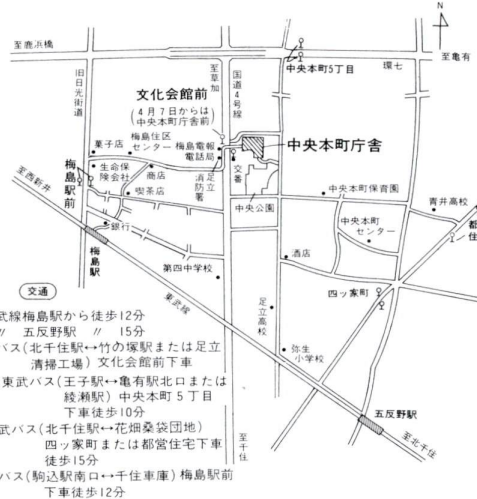 N
至鹿浜橋
旧日光街道
至草加
国道4号線
中央本町5丁目
環七
至亀有
文化会館前
(4月7日からは
中央本町庁舎前)
梅島住区
センター
梅島電報
電話局
中央本町庁舎
菓子店
生命保
険会社
商店
喫茶店
足立
消防署
交番
中央公園
中央本町保育園
青井高校
中央本町
センター
都
住
至西新井
梅島
駅前
銀行
梅島駅
第四中学校
酒店
四ッ家町
東武線
足立高校
弥生
小学校
五反野駅
至千住
至北千住
交通
武線梅島駅から徒歩12分
〃 五反野駅 〃 15分
バス(北千住駅↔竹の塚駅または足立
清掃工場) 文化会館前下車
東武バス(王子駅↔亀有駅北口または
綾瀬駅) 中央本町5丁目
下車徒歩10分
武バス(北千住駅↔花畑桑袋団地)
四ッ家町または都営住宅下車
徒歩15分
バス(駒込駅南口↔千住車庫) 梅島駅前
下車徒歩12分